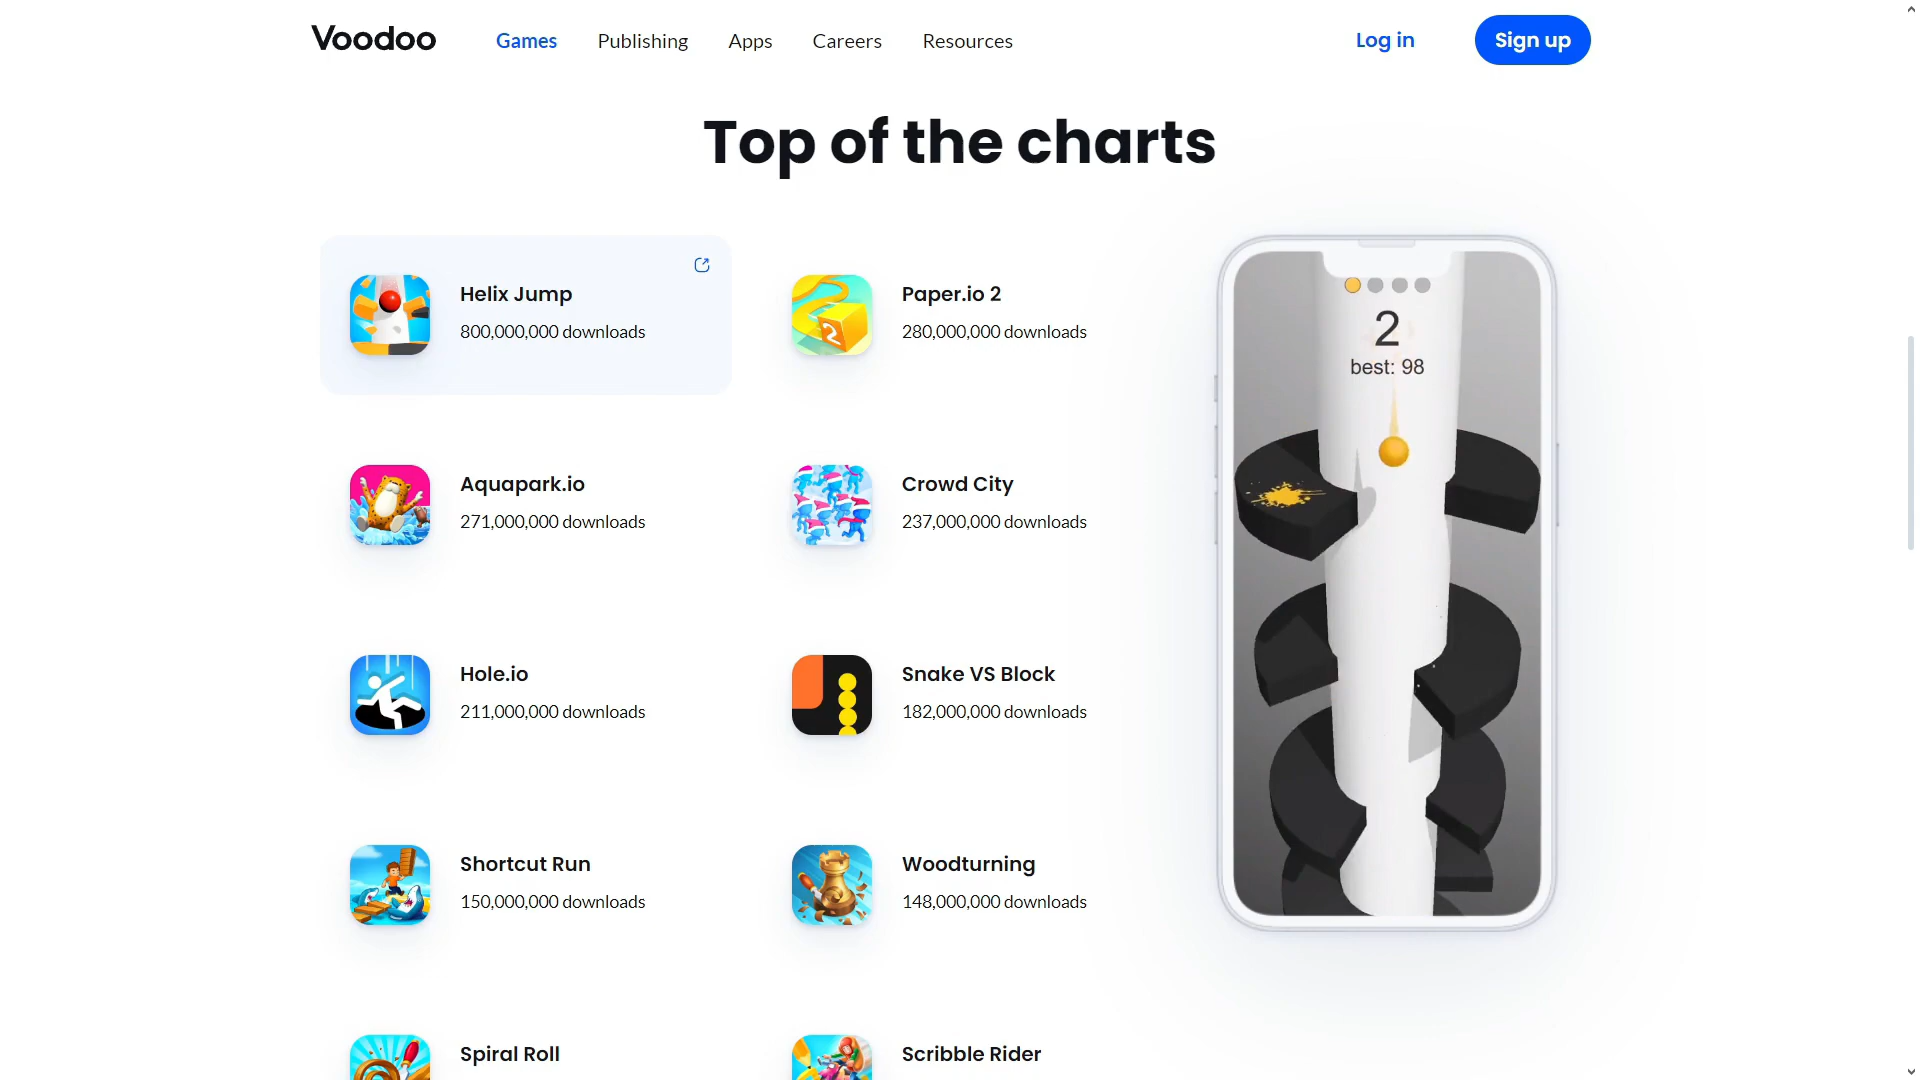 Voodoo
Games
Publishing
Apps
Careers
Resources
Log in
Sign up
Top of the charts
Helix Jump
800,000,000 downloads
Paper.io 2
280,000,000 downloads
2
Aquapark.io
271,000,000 downloads
Crowd City
237,000,000 downloads
Hole.io
211,000,000 downloads
Snake VS Block
182,000,000 downloads
Shortcut Run
150,000,000 downloads
Woodturning
148,000,000 downloads
Spiral Roll
Scribble Rider
2
best: 98